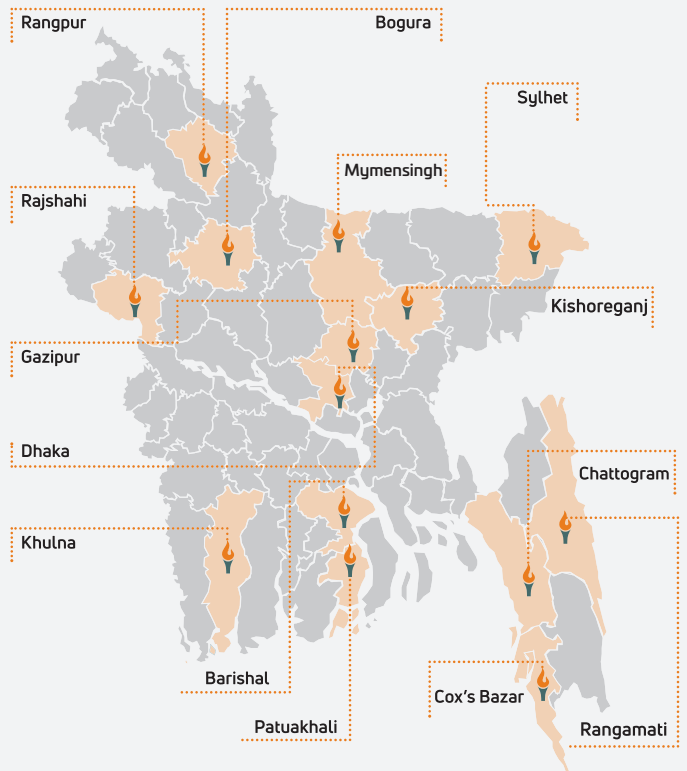 Rangpur
Bogura
Sylhet
Mymensingh
Rajshahi
Kishoreganj
Gazipur
Dhaka
Chattogram
Khulna
Barishal
Cox's Bazar
Patuakhali
Rangamati